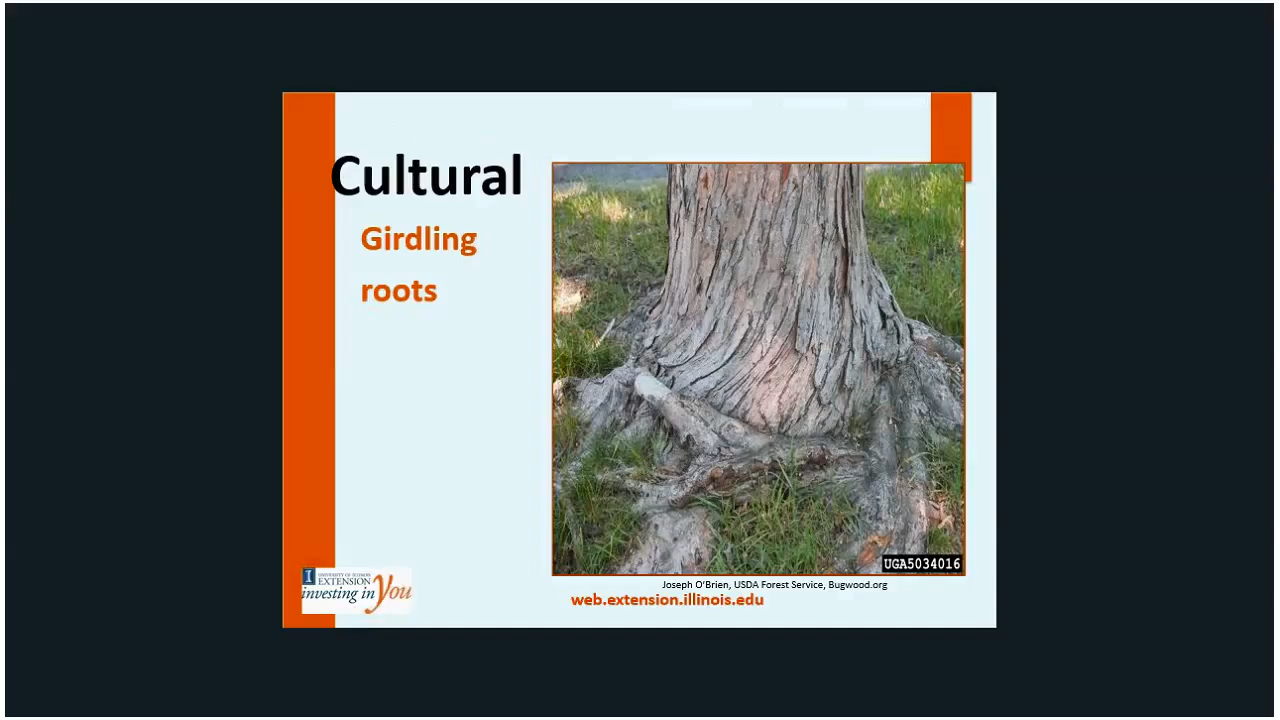 Cultural
Girdling
roots
UGA5034016
Joseph O'Brien, USDA Forest Service, Bugwood.org
web.extension.illinois.edu
I
UNIVERSITY OF ILLINOIS
EXTENSION
investing in You